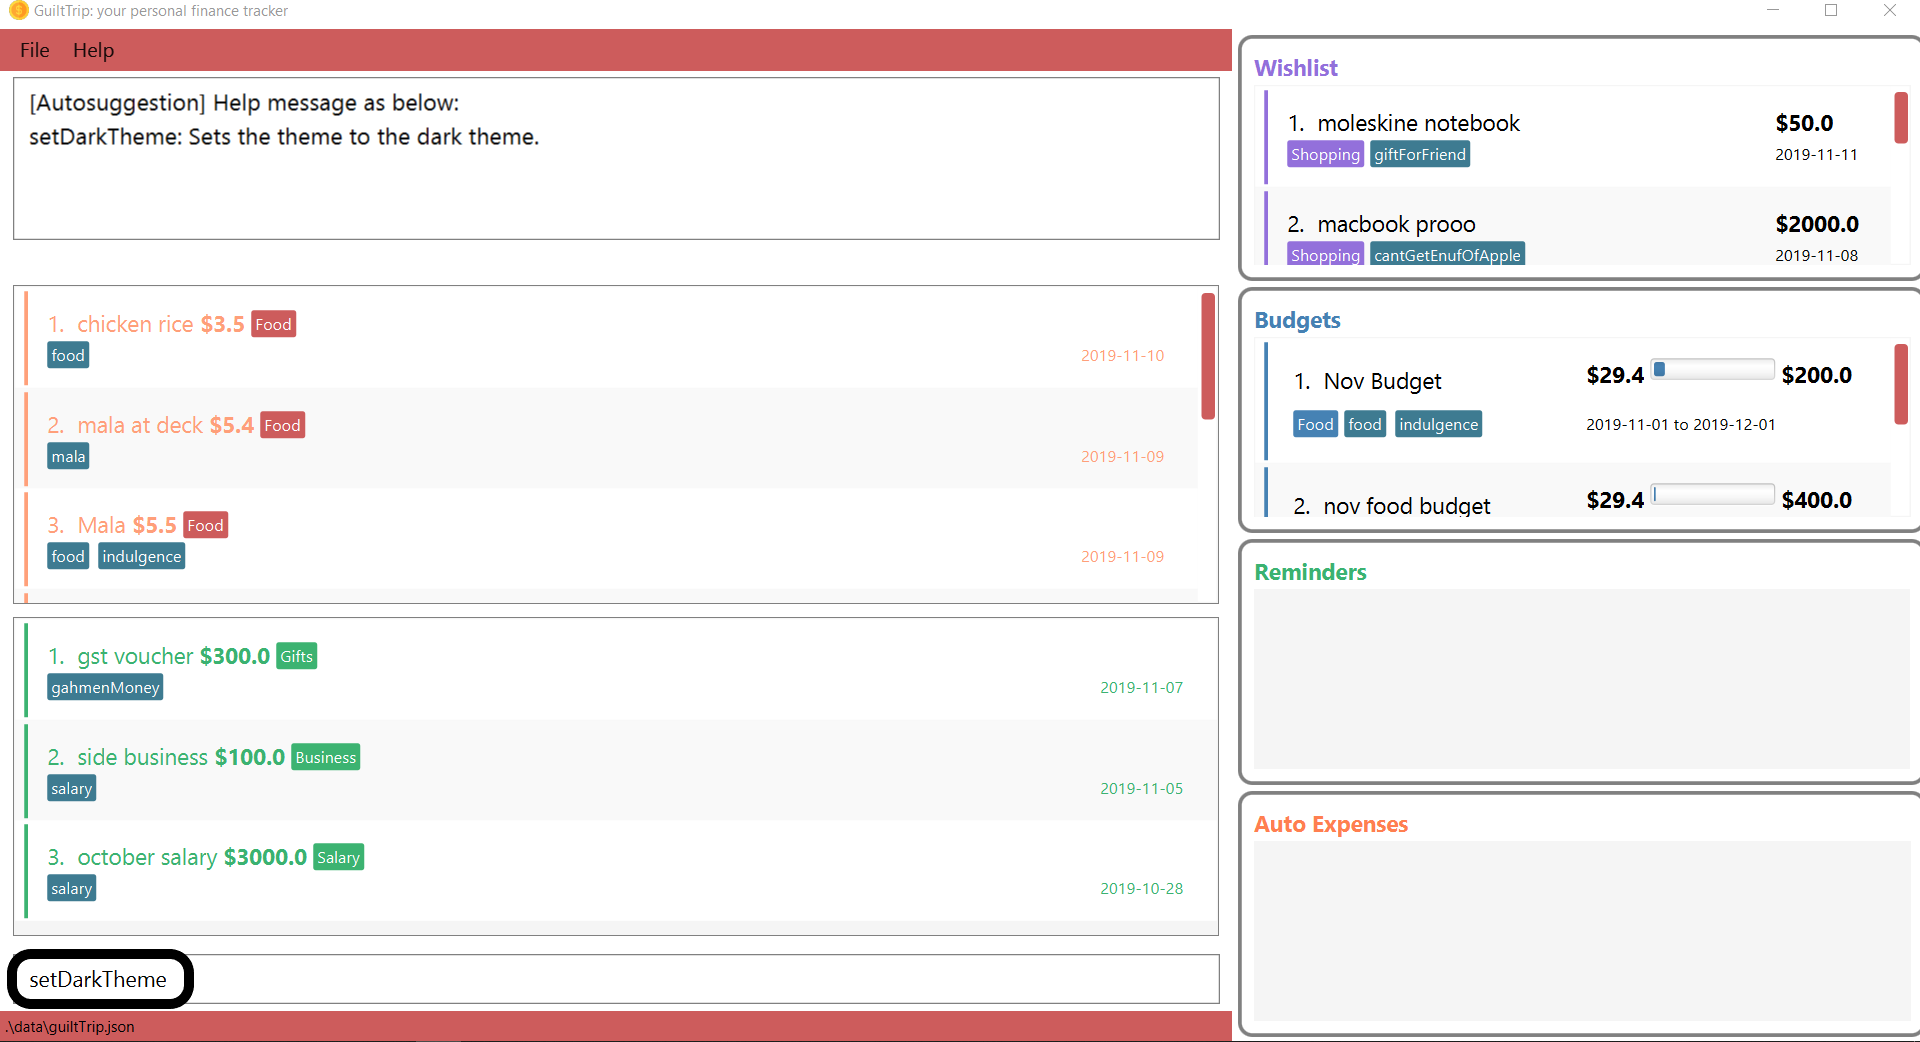 GuiltTrip: your personal finance tracker
File Help
[Autosuggestion] Help message as below:
setDarkTheme: Sets the theme to the dark theme.
1. chicken rice $3.5 Food
food 2019-11-10
2. mala at deck $5.4 Food
mala 2019-11-09
3. Mala $5.5 Food
food indulgence 2019-11-09
1. gst voucher $300.0 Gifts
gahmenMoney 2019-11-07
2. side business $100.0 Business
salary 2019-11-05
3. october salary $3000.0 Salary
salary 2019-10-28
setDarkTheme
.\data\guiltTrip.json
Wishlist
1. moleskine notebook $50.0
Shopping giftForFriend 2019-11-11
2. macbook prooo $2000.0
Shopping cantGetEnufOfApple 2019-11-08
Budgets
1. Nov Budget $29.4 $200.0
Food food indulgence 2019-11-01 to 2019-12-01
2. nov food budget $29.4 $400.0
Reminders
Auto Expenses